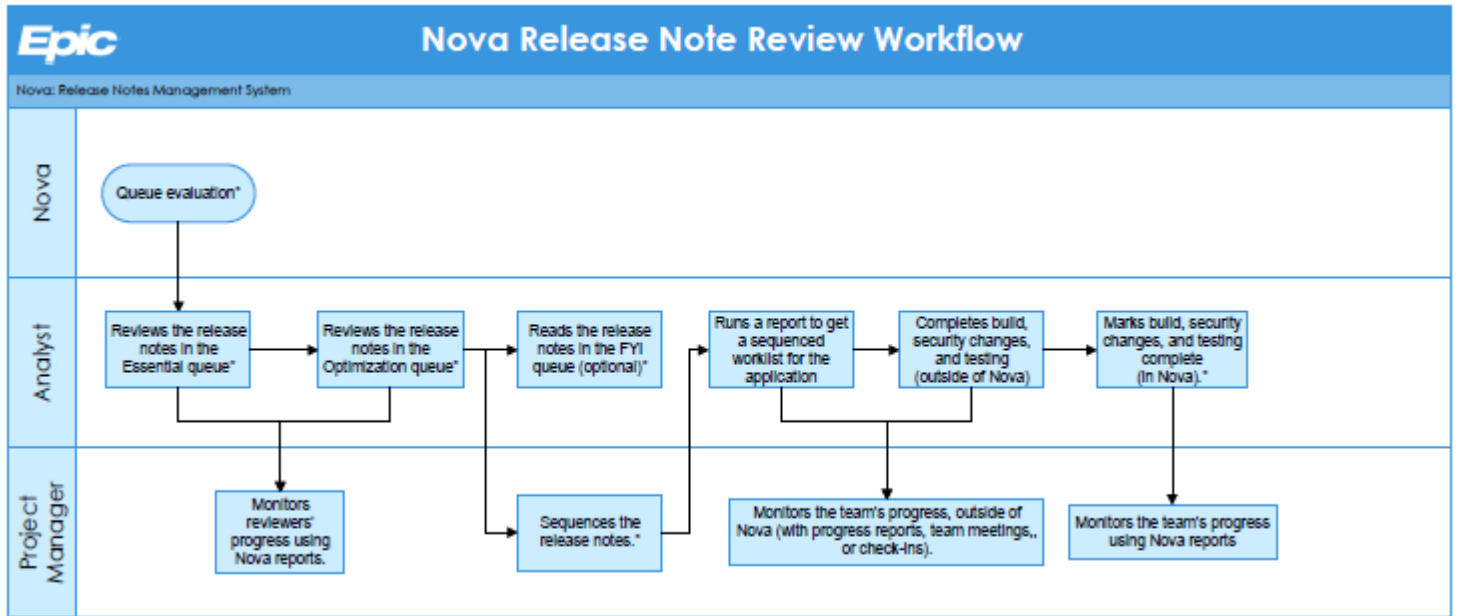 Epic
Nova Release Note Review Workflow
Nova: Release Notes Management System
Nova
Queue evaluation*
Analyst
Reviews the release
notes in the
Essential queue*
Reviews the release
notes in the
Optimization queue*
Reads the release
notes in the FYI
queue (optional)*
Runs a report to get
a sequenced
worklist for the
application
Completes build,
security changes,
and testing
(outside of Nova)
Marks build, security
changes, and testing
complete
(in Nova).*
Project
Manager
Monitors
reviewers'
progress using
Nova reports.
Sequences the
release notes.*
Monitors the team's progress, outside of
Nova (with progress reports, team meetings,,
or check-ins).
Monitors the team's progress
using Nova reports